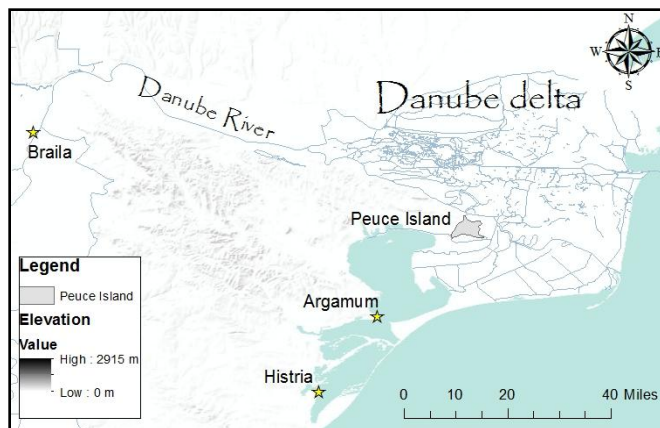 N
W E
S
Danube River
Danube delta
Braila
Peuce Island
Legend
Peuce Island
Elevation
Value
High : 2915 m
Low : 0 m
Argamum
Histria
0 10 20 40 Miles